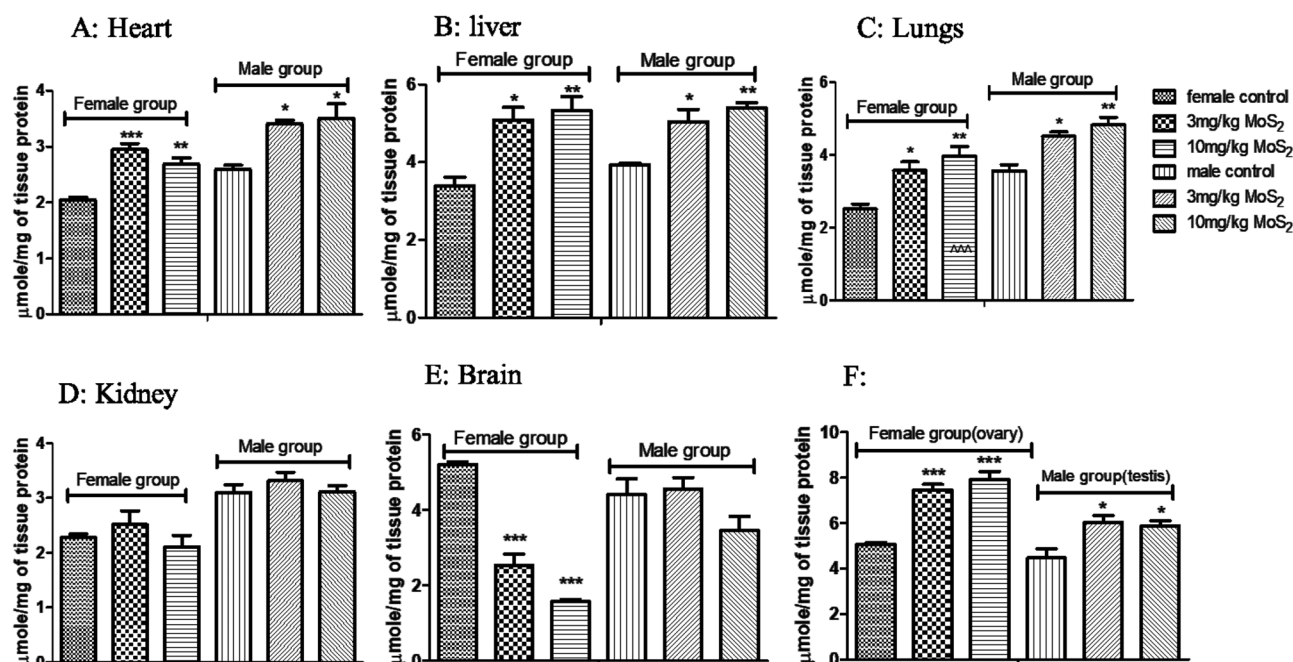 A: Heart
Male group
Female group
μmole/mg of tissue protein
4
3
2
1
0
***
**
*
*
B: liver
Female group
Male group
μmole/mg of tissue protein
6
4
2
0
*
**
*
**
C: Lungs
Male group
Female group
μmole/mg of tissue protein
6
4
2
0
*
**
^^^
*
**
female control
3mg/kg MoS2
10mg/kg MoS2
male control
3mg/kg MoS2
10mg/kg MoS2
D: Kidney
Male group
Female group
μmole/mg of tissue protein
4
3
2
1
0
E: Brain
Female group
Male group
μmole/mg of tissue protein
6
4
2
0
***
***
F:
Female group(ovary)
Male group(testis)
μmole/mg of tissue protein
10
8
6
4
2
0
***
***
*
*